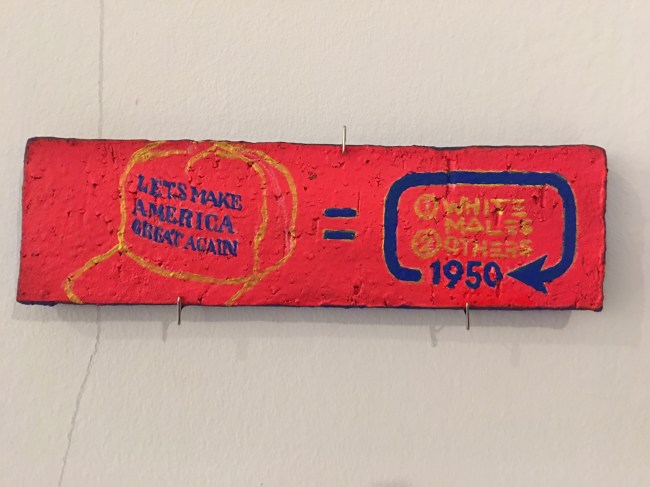 LETS MAKE
AMERICA
GREAT AGAIN
=
① WHITE
MALES
② OTHERS
1950